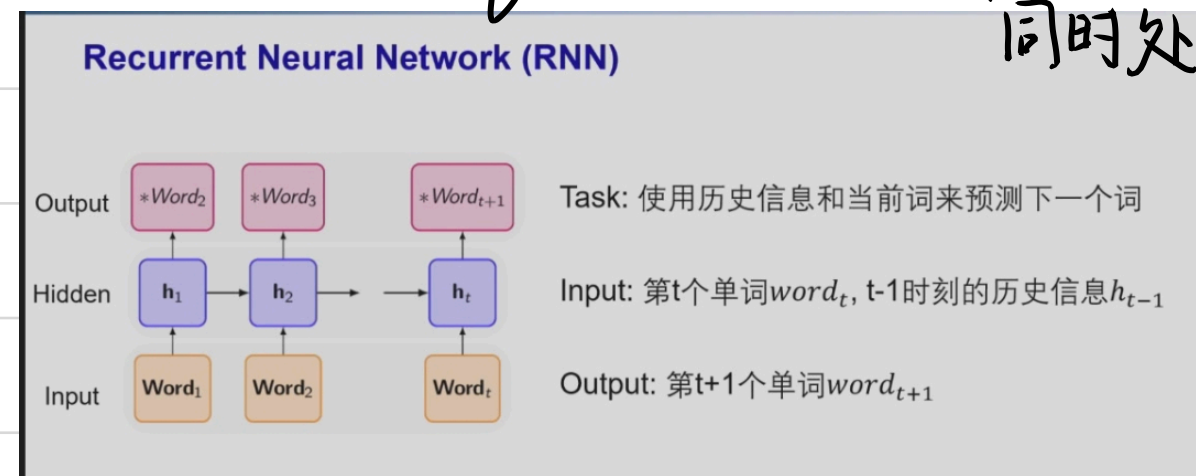 同时处
Recurrent Neural Network (RNN)
Output *Word₂ *Word₃ *Wordₜ₊₁ Task: 使用历史信息和当前词来预测下一个词
Hidden h₁ h₂ hₜ Input: 第t个单词wordₜ, t-1时刻的历史信息hₜ₋₁
Input Word₁ Word₂ Wordₜ Output: 第t+1个单词wordₜ₊₁